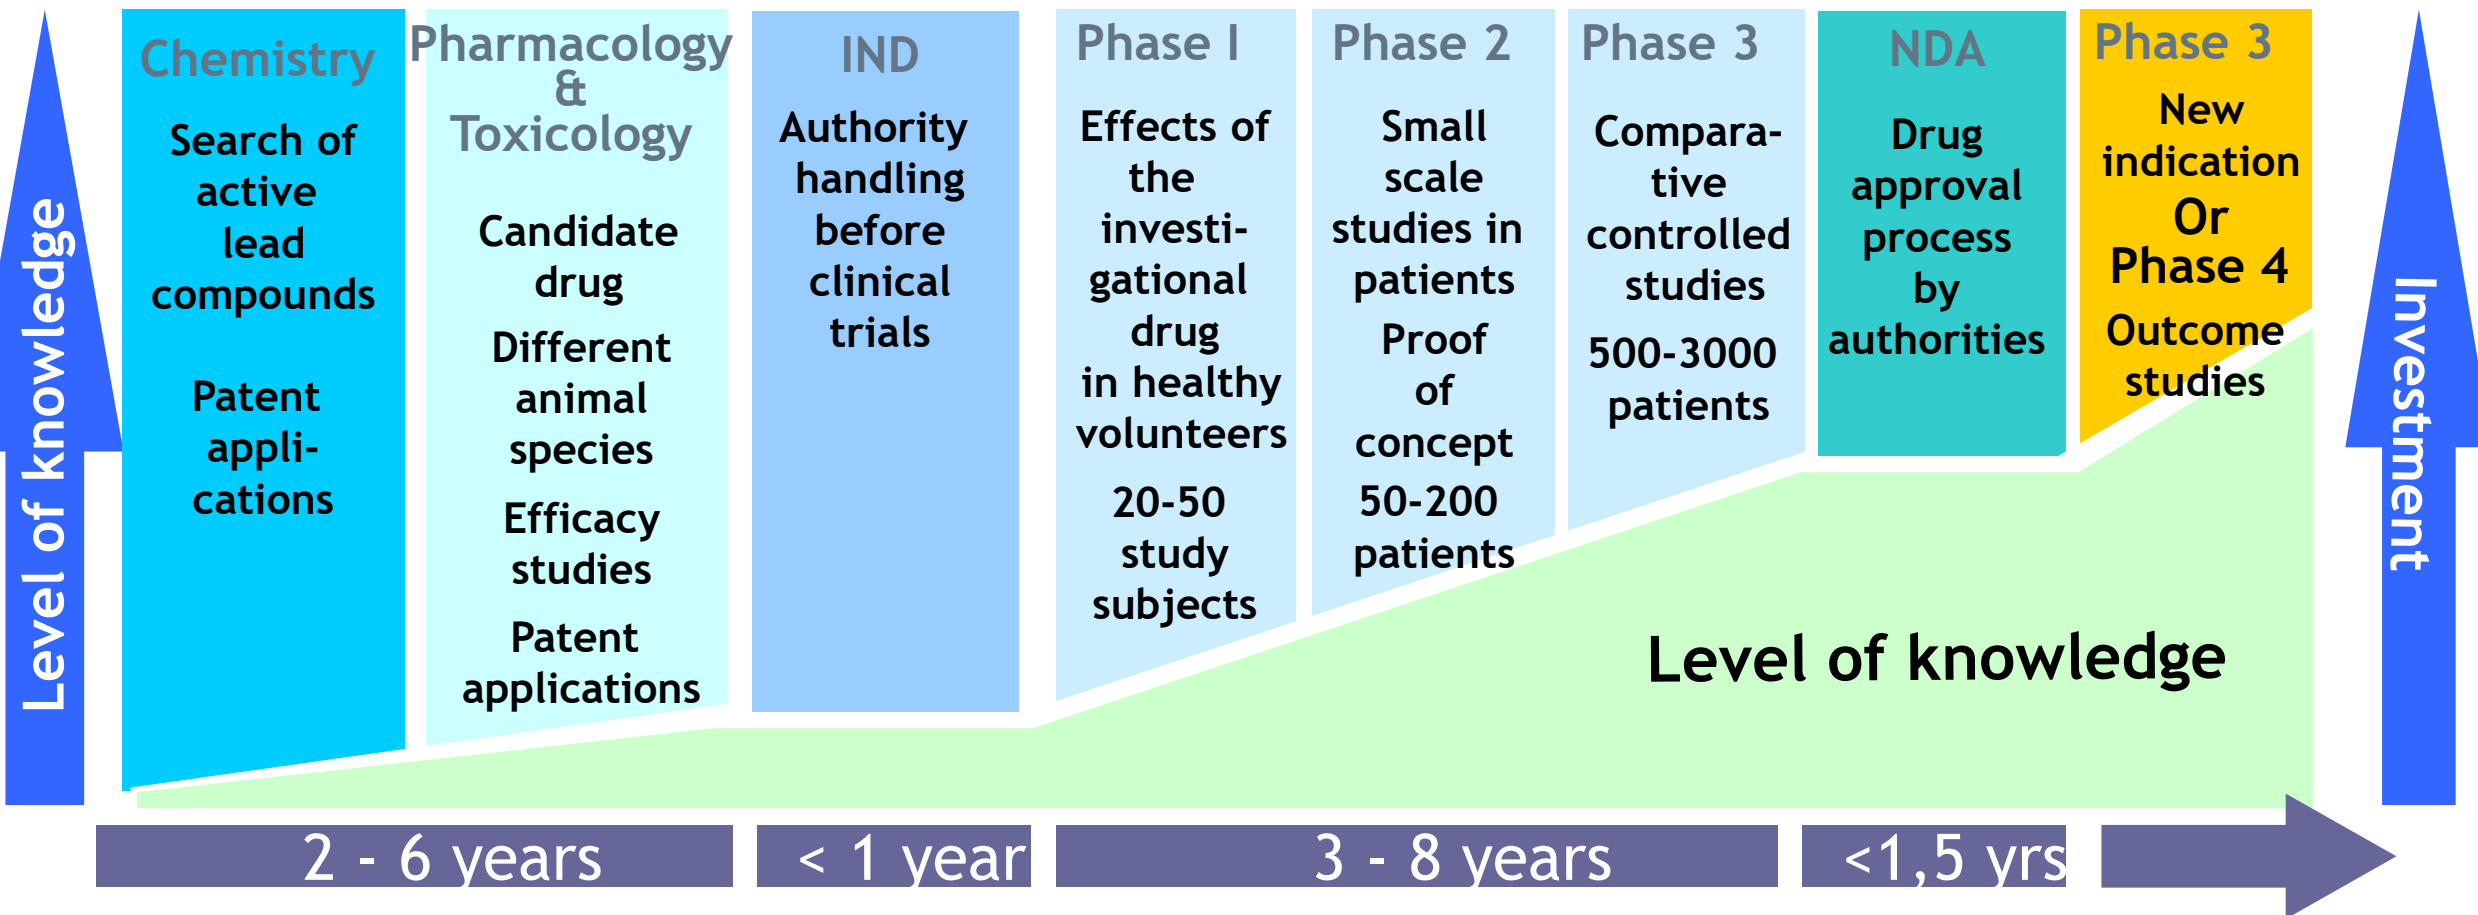 Level of knowledge
Chemistry
Search of
active
lead
compounds
Patent
appli-
cations
Pharmacology
&
Toxicology
Candidate
drug
Different
animal
species
Efficacy
studies
Patent
applications
IND
Authority
handling
before
clinical
trials
Phase I
Effects of
the
investi-
gational
drug
in healthy
volunteers
20-50
study
subjects
Phase 2
Small
scale
studies in
patients
Proof
of
concept
50-200
patients
Phase 3
Compara-
tive
controlled
studies
500-3000
patients
NDA
Drug
approval
process
by
authorities
Phase 3
New
indication
Or
Phase 4
Outcome
studies
Investment
Level of knowledge
2 - 6 years
< 1 year
3 - 8 years
<1,5 yrs